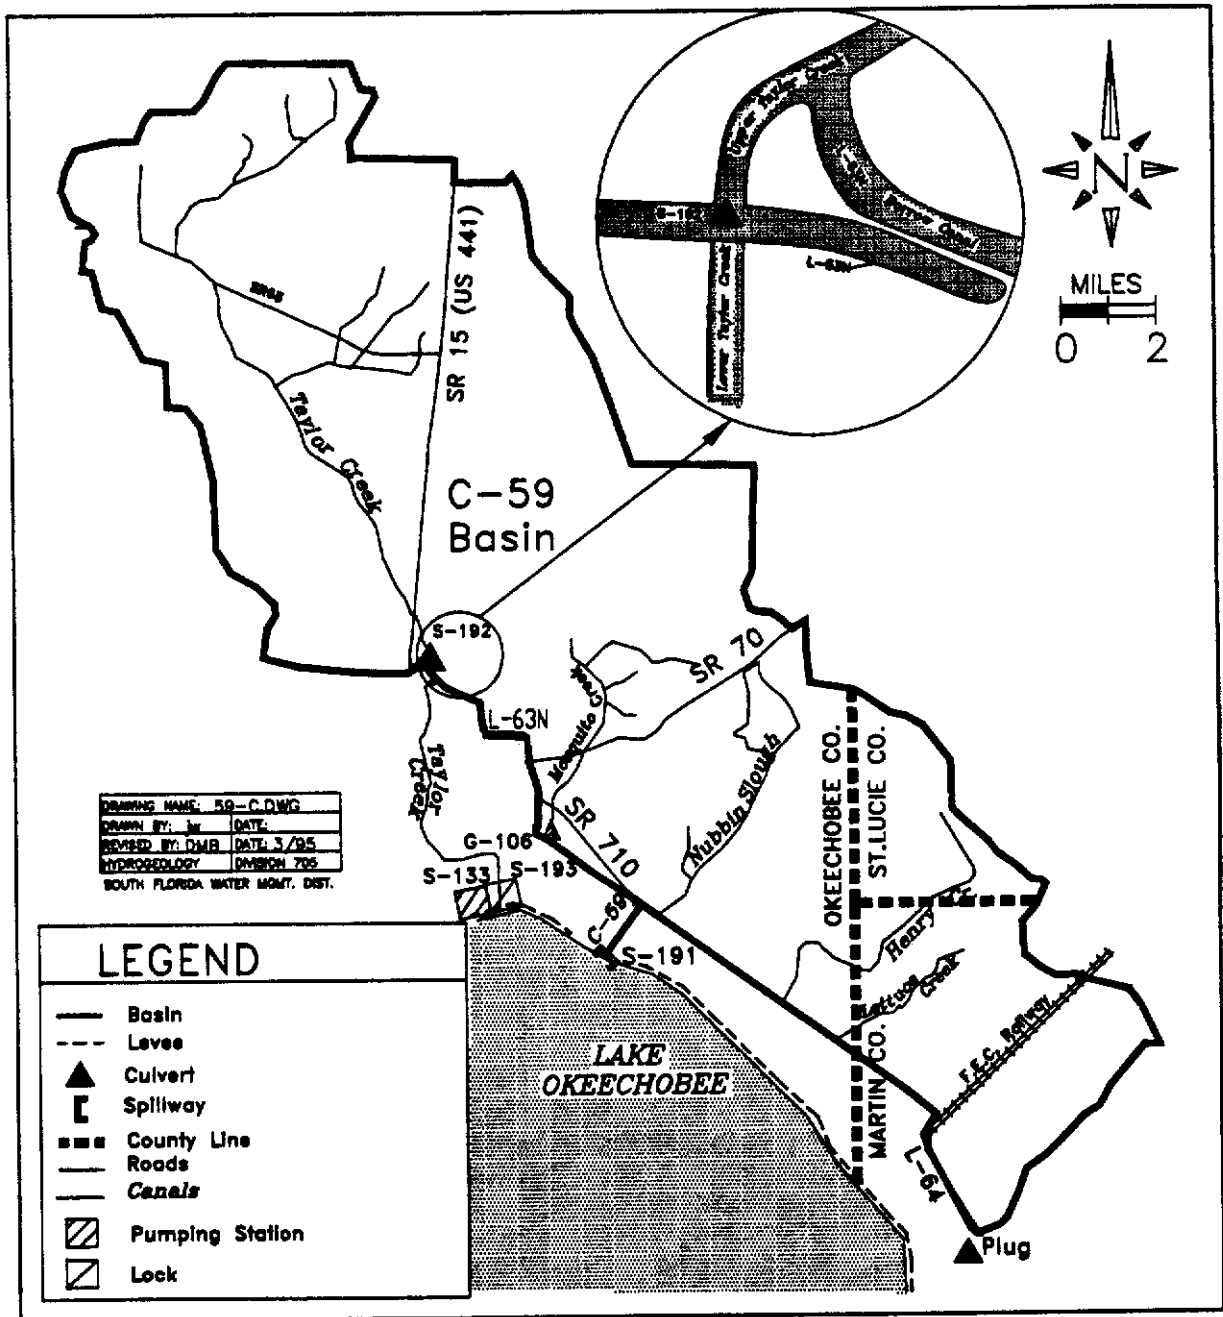 Upper Taylor Creek
Borrow Canal
L-63N
Lower Taylor Creek
N
MILES
0 2
SR 15 (US 441)
Taylor Creek
C-59
Basin
S-192
L-63N
SR 70
Mosquito Creek
Taylor
Creek
Nubbin Slough
SR 710
OKEECHOBEE CO.
ST.LUCIE CO.
DRAWING NAME: 59-C.DWG
DRAWN BY: jw DATE:
REVISED BY: DMB DATE: 3/95
HYDROGEOLOGY DIVISION 705
SOUTH FLORIDA WATER MGMT. DIST.
G-106
S-133
S-193
C-59
S-191
Henry Cr.
Lettuce
Creek
F.E.C. Railway
MARTIN CO.
L-64
Plug
LAKE
OKEECHOBEE
LEGEND
Basin
Levee
Culvert
Spillway
County Line
Roads
Canals
Pumping Station
Lock